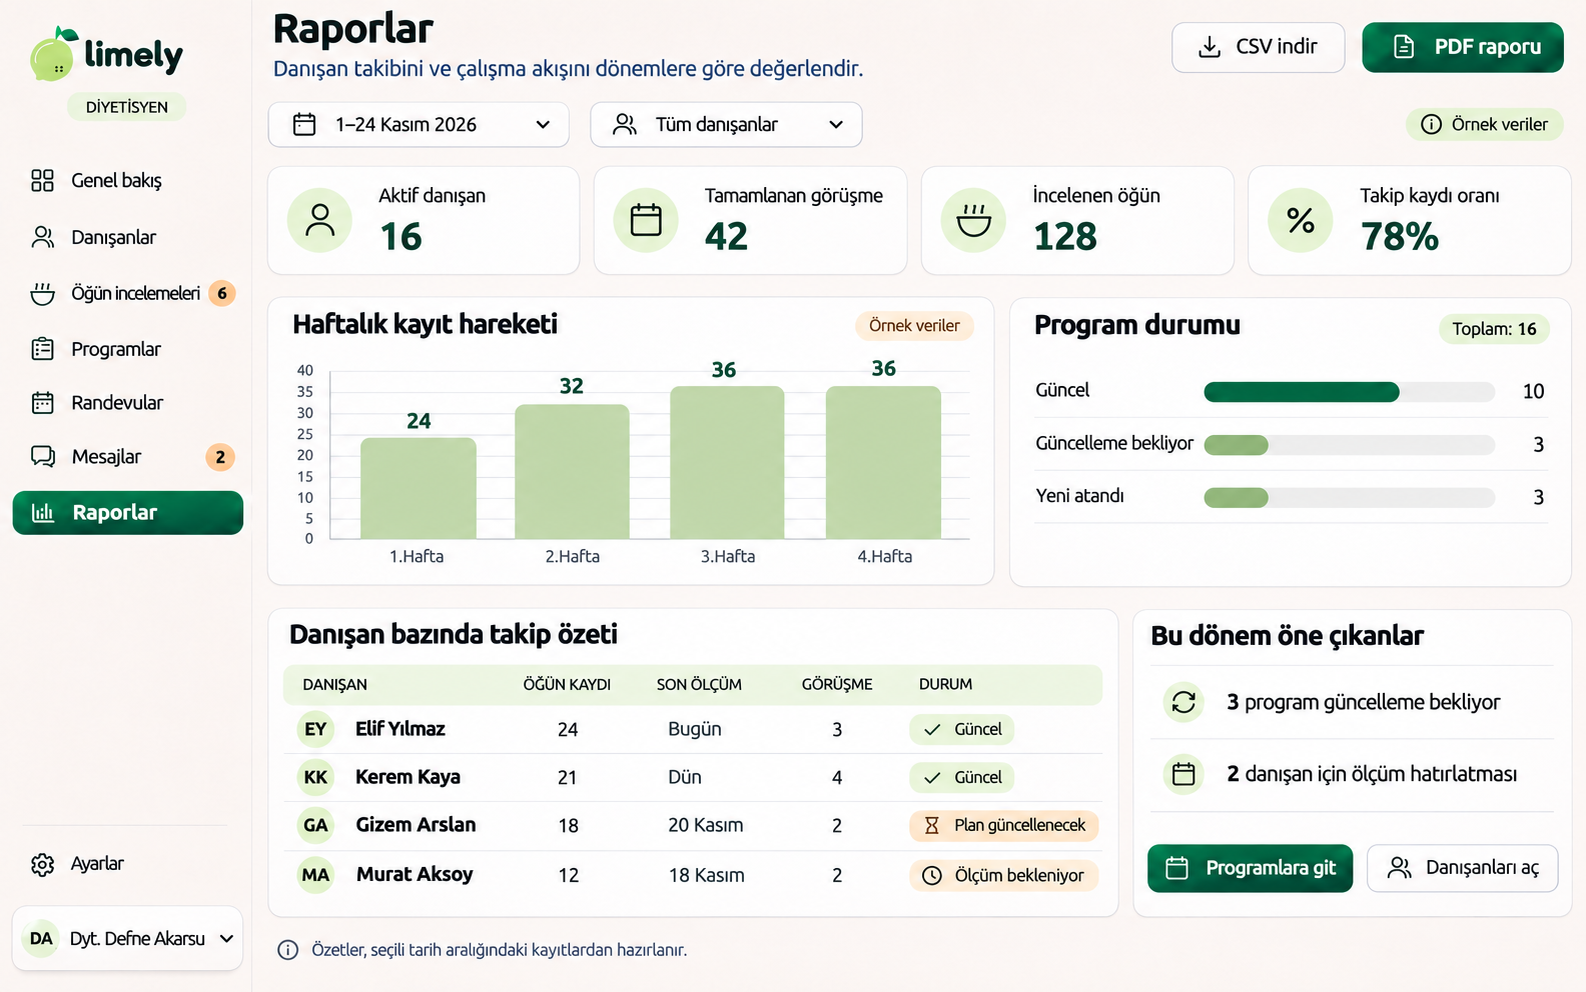 limely
DİYETİSYEN
Genel bakış
Danışanlar
Öğün incelemeleri 6
Programlar
Randevular
Mesajlar 2
Raporlar
Ayarlar
DA Dyt. Defne Akarsu
Raporlar
Danışan takibini ve çalışma akışını dönemlere göre değerlendir.
CSV indir
PDF raporu
1–24 Kasım 2026
Tüm danışanlar
Örnek veriler
Aktif danışan
16
Tamamlanan görüşme
42
İncelenen öğün
128
Takip kaydı oranı
%
78%
Haftalık kayıt hareketi
Örnek veriler
40
35
30
25
20
15
10
5
0
24
32
36
36
1.Hafta
2.Hafta
3.Hafta
4.Hafta
Program durumu
Toplam: 16
Güncel 10
Güncelleme bekliyor 3
Yeni atandı 3
Danışan bazında takip özeti
DANIŞAN ÖĞÜN KAYDI SON ÖLÇÜM GÖRÜŞME DURUM
EY Elif Yılmaz 24 Bugün 3 Güncel
KK Kerem Kaya 21 Dün 4 Güncel
GA Gizem Arslan 18 20 Kasım 2 Plan güncellenecek
MA Murat Aksoy 12 18 Kasım 2 Ölçüm bekleniyor
Bu dönem öne çıkanlar
3 program güncelleme bekliyor
2 danışan için ölçüm hatırlatması
Programlara git
Danışanları aç
Özetler, seçili tarih aralığındaki kayıtlardan hazırlanır.